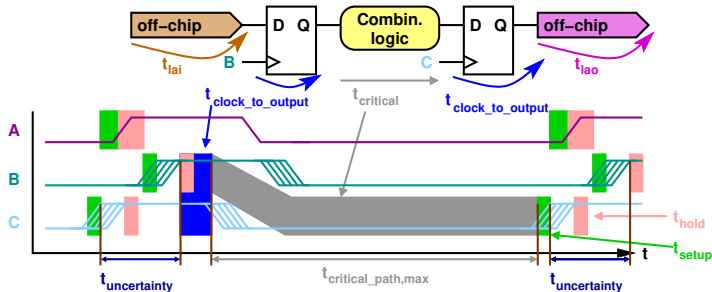 off−chip
D Q
Combin.
logic
D Q
off−chip
t_lai
B
C
t_lao
t_clock_to_output
t_critical
t_clock_to_output
A
B
C
t_hold
t_setup
t
t_uncertainty
t_critical_path,max
t_uncertainty